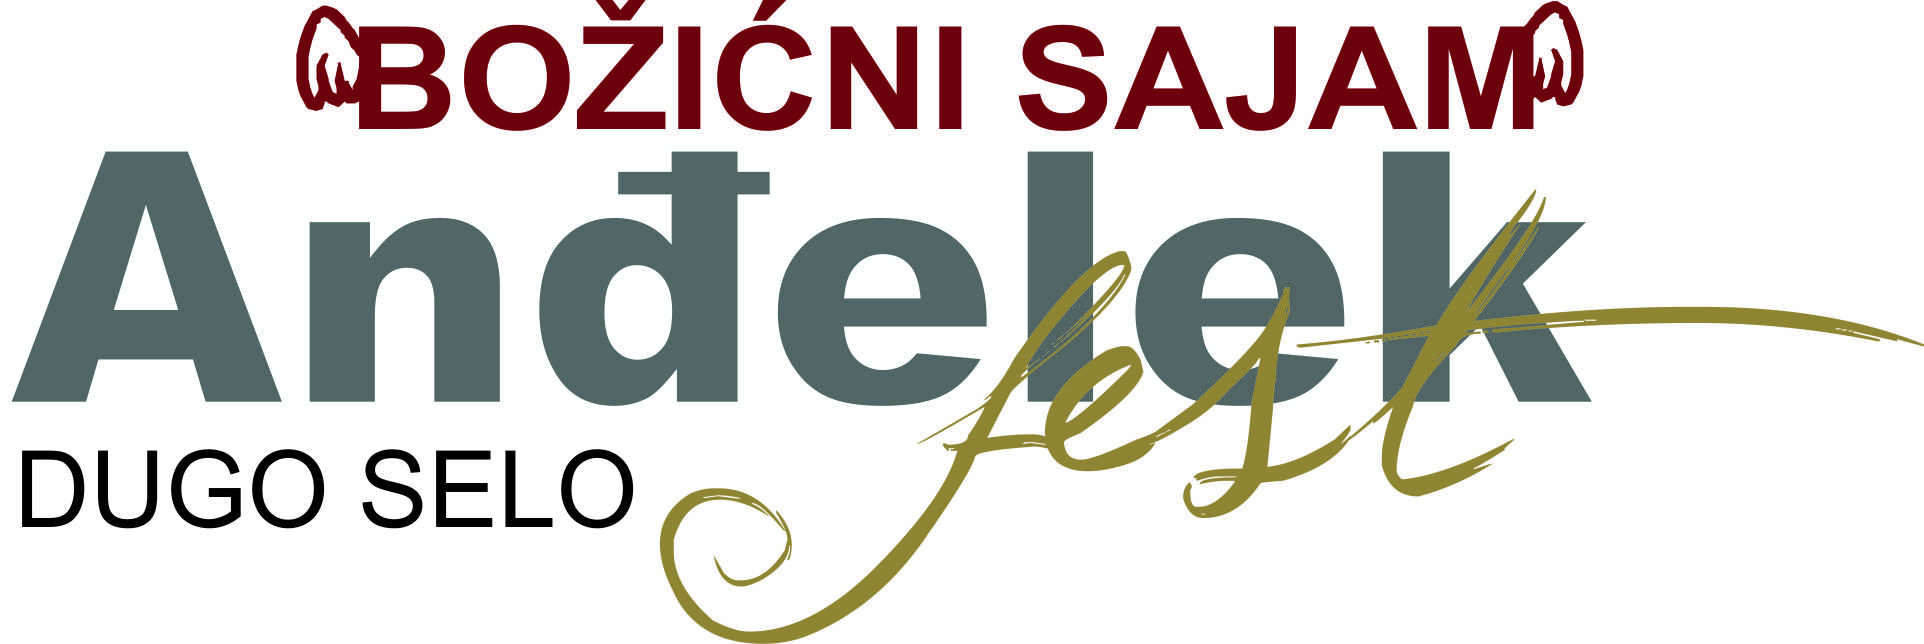 BOŽIĆNI SAJAM
Anđelek
fest
DUGO SELO